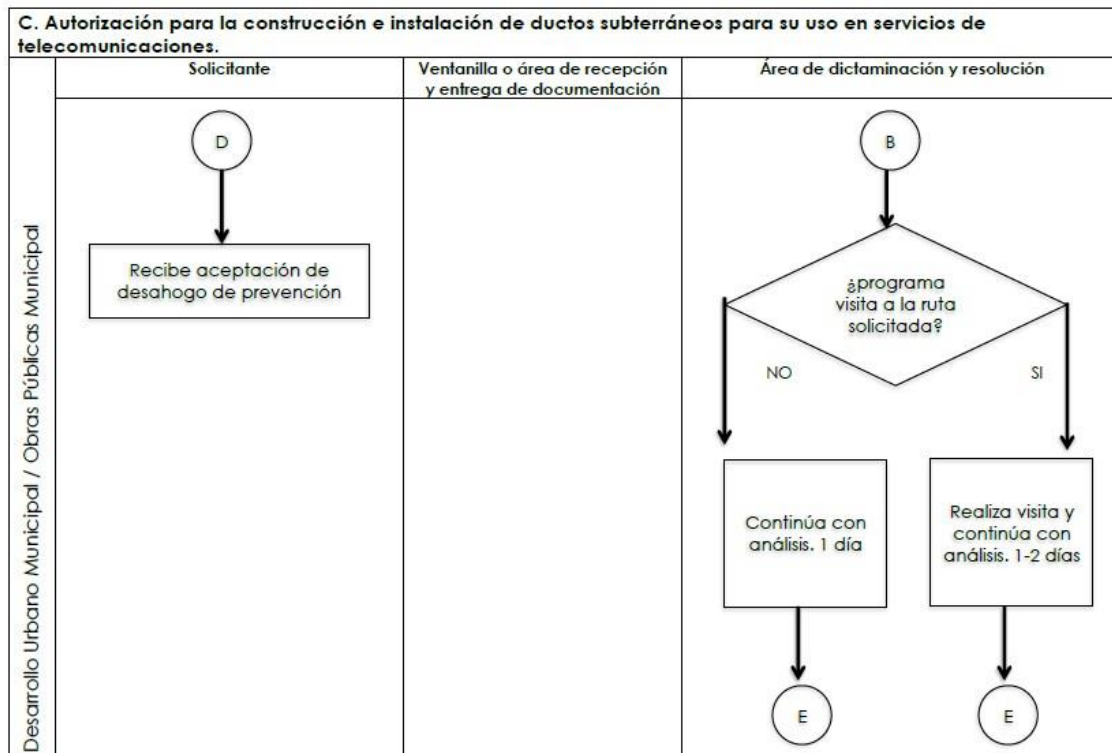 C. Autorización para la construcción e instalación de ductos subterráneos para su uso en servicios de
telecomunicaciones.
Solicitante
Ventanilla o área de recepción
y entrega de documentación
Área de dictaminación y resolución
Desarrollo Urbano Municipal / Obras Públicas Municipal
D
Recibe aceptación de
desahogo de prevención
B
¿programa
visita a la ruta
solicitada?
NO
SI
Continúa con
análisis. 1 día
Realiza visita y
continúa con
análisis. 1-2 días
E
E